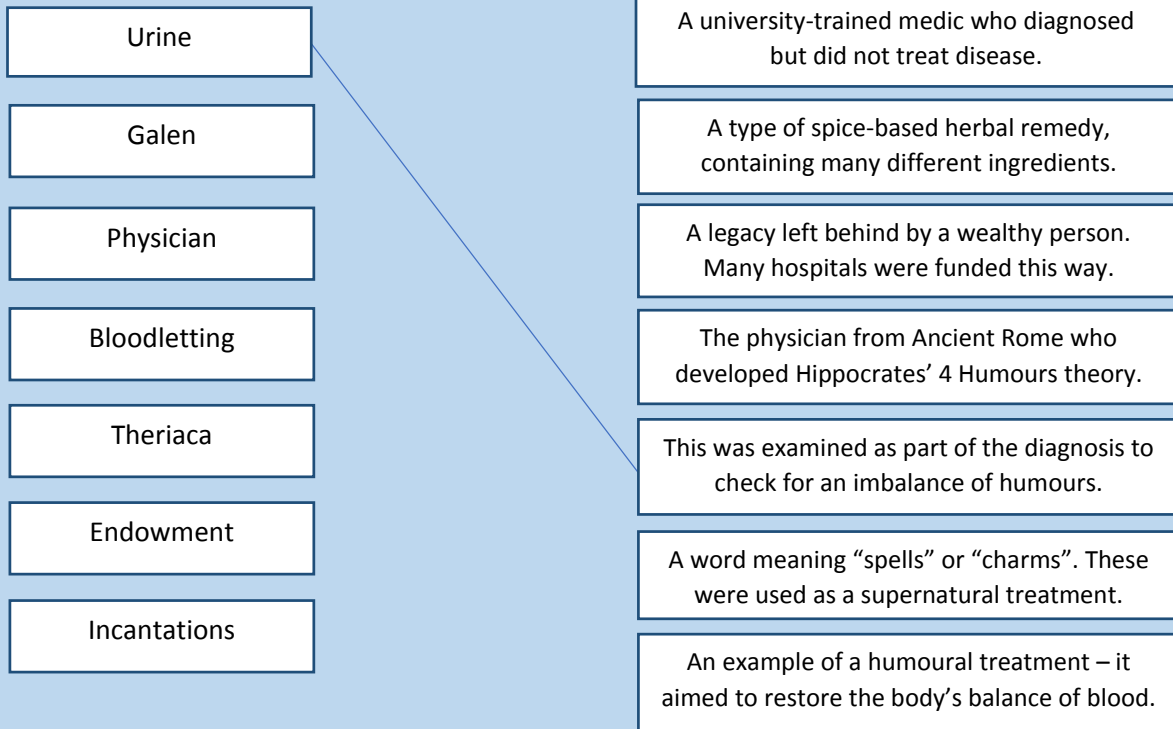 Urine
Galen
Physician
Bloodletting
Theriaca
Endowment
Incantations
A university-trained medic who diagnosed
but did not treat disease.
A type of spice-based herbal remedy,
containing many different ingredients.
A legacy left behind by a wealthy person.
Many hospitals were funded this way.
The physician from Ancient Rome who
developed Hippocrates’ 4 Humours theory.
This was examined as part of the diagnosis to
check for an imbalance of humours.
A word meaning “spells” or “charms”. These
were used as a supernatural treatment.
An example of a humoural treatment – it
aimed to restore the body’s balance of blood.